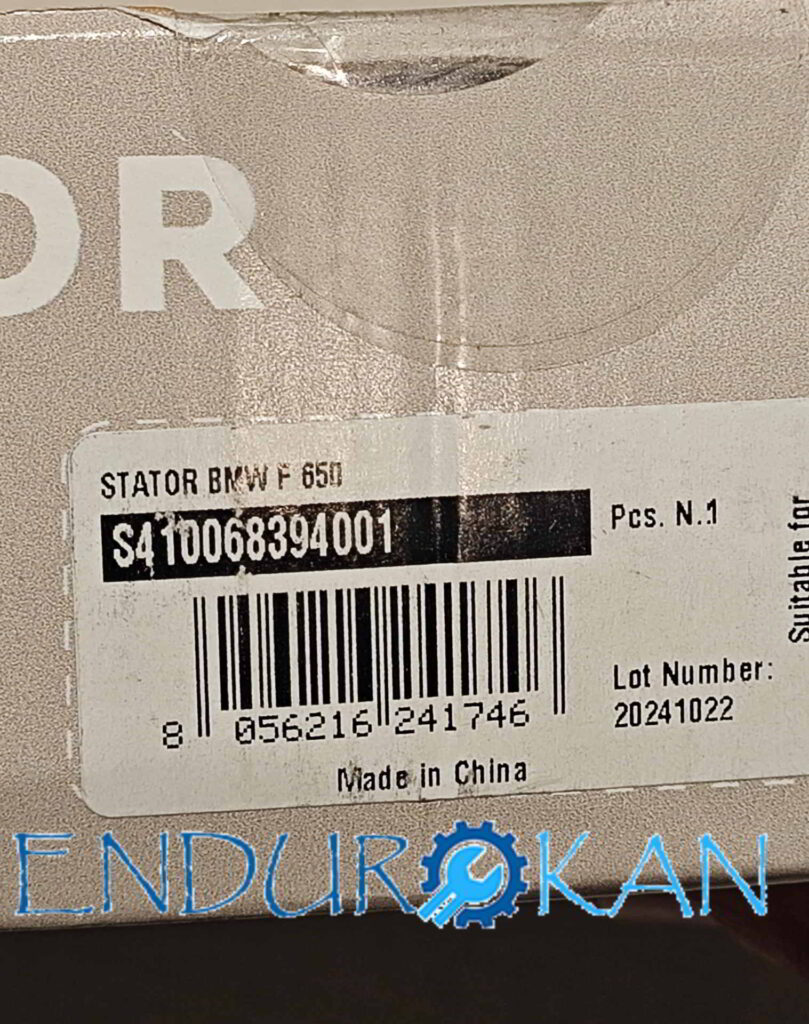 OR
STATOR BMW F 650
S410068394001
Pcs. N.1
Suitable for
8 056216 241746
Lot Number:
20241022
Made in China
ENDUROKAN